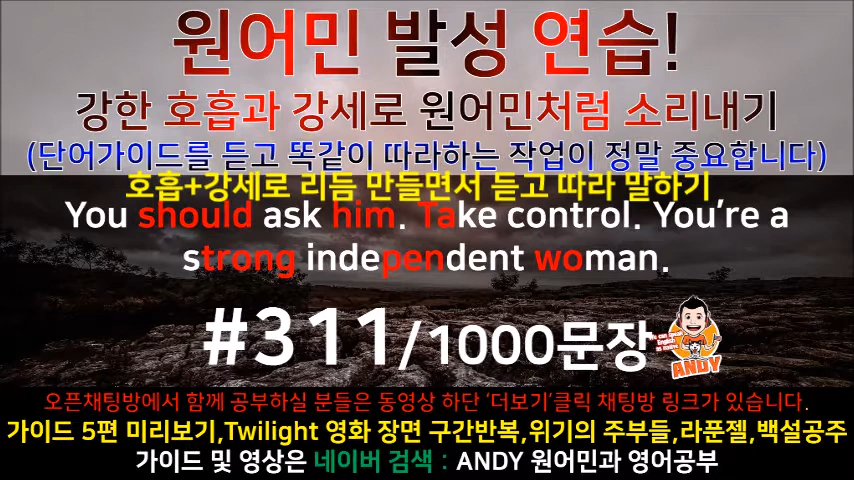 원어민 발성 연습!
강한 호흡과 강세로 원어민처럼 소리내기
(단어가이드를 듣고 똑같이 따라하는 작업이 정말 중요합니다)
호흡+강세로 리듬 만들면서 듣고 따라 말하기
You should ask him. Take control. You're a
strong independent woman.
#311/1000문장
We can speak
English
as Native
ANDY
오픈채팅방에서 함께 공부하실 분들은 동영상 하단 '더보기'클릭 채팅방 링크가 있습니다.
가이드 5편 미리보기,Twilight 영화 장면 구간반복,위기의 주부들,라푼젤,백설공주
가이드 및 영상은 네이버 검색 : ANDY 원어민과 영어공부